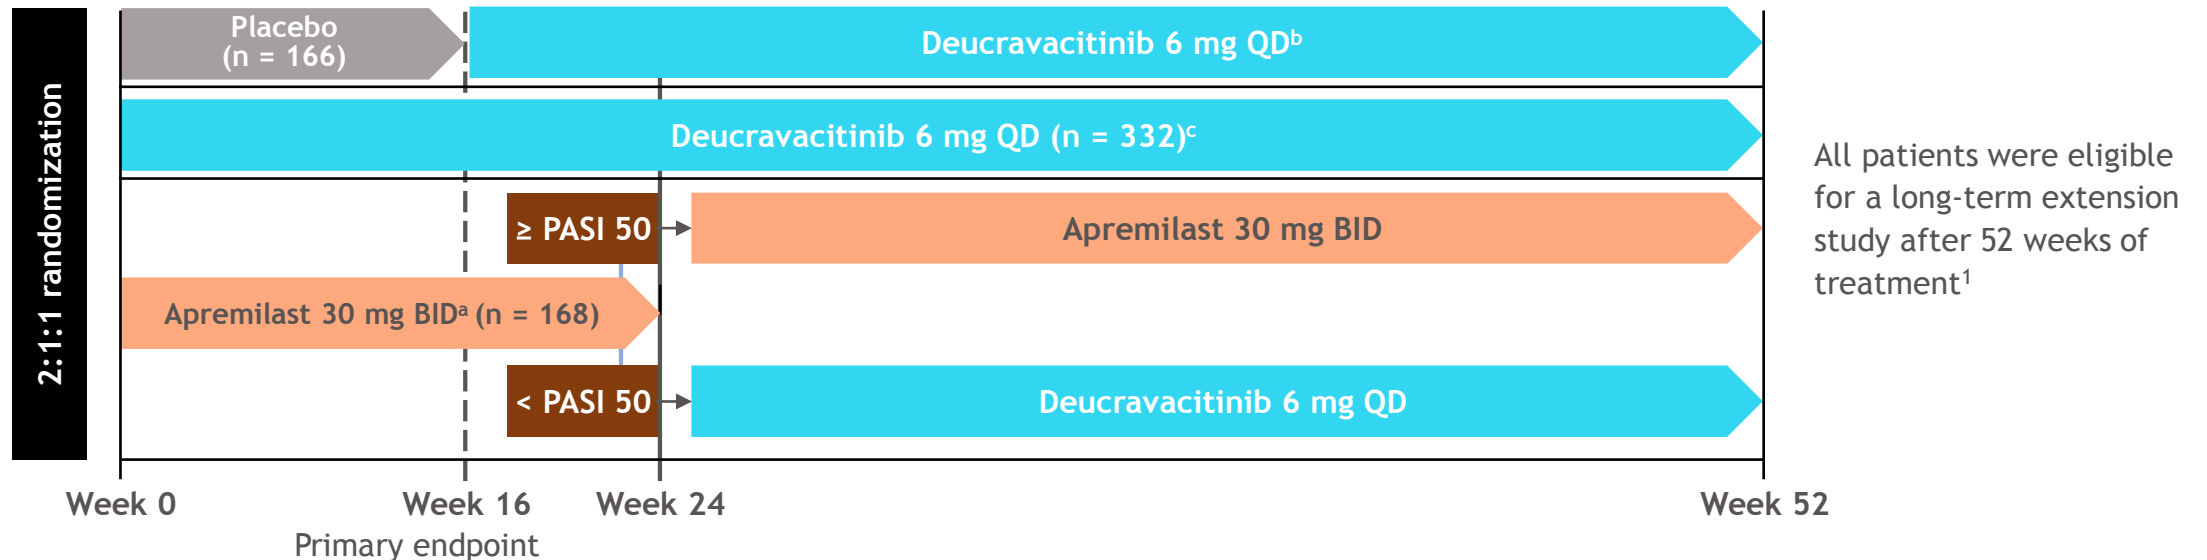 2:1:1 randomization
Placebo
(n = 166)
Deucravacitinib 6 mg QDᵇ
Deucravacitinib 6 mg QD (n = 332)ᶜ
≥ PASI 50
Apremilast 30 mg BID
Apremilast 30 mg BIDᵃ (n = 168)
< PASI 50
Deucravacitinib 6 mg QD
Week 0
Week 16
Week 24
Week 52
Primary endpoint
All patients were eligible
for a long-term extension
study after 52 weeks of
treatment¹